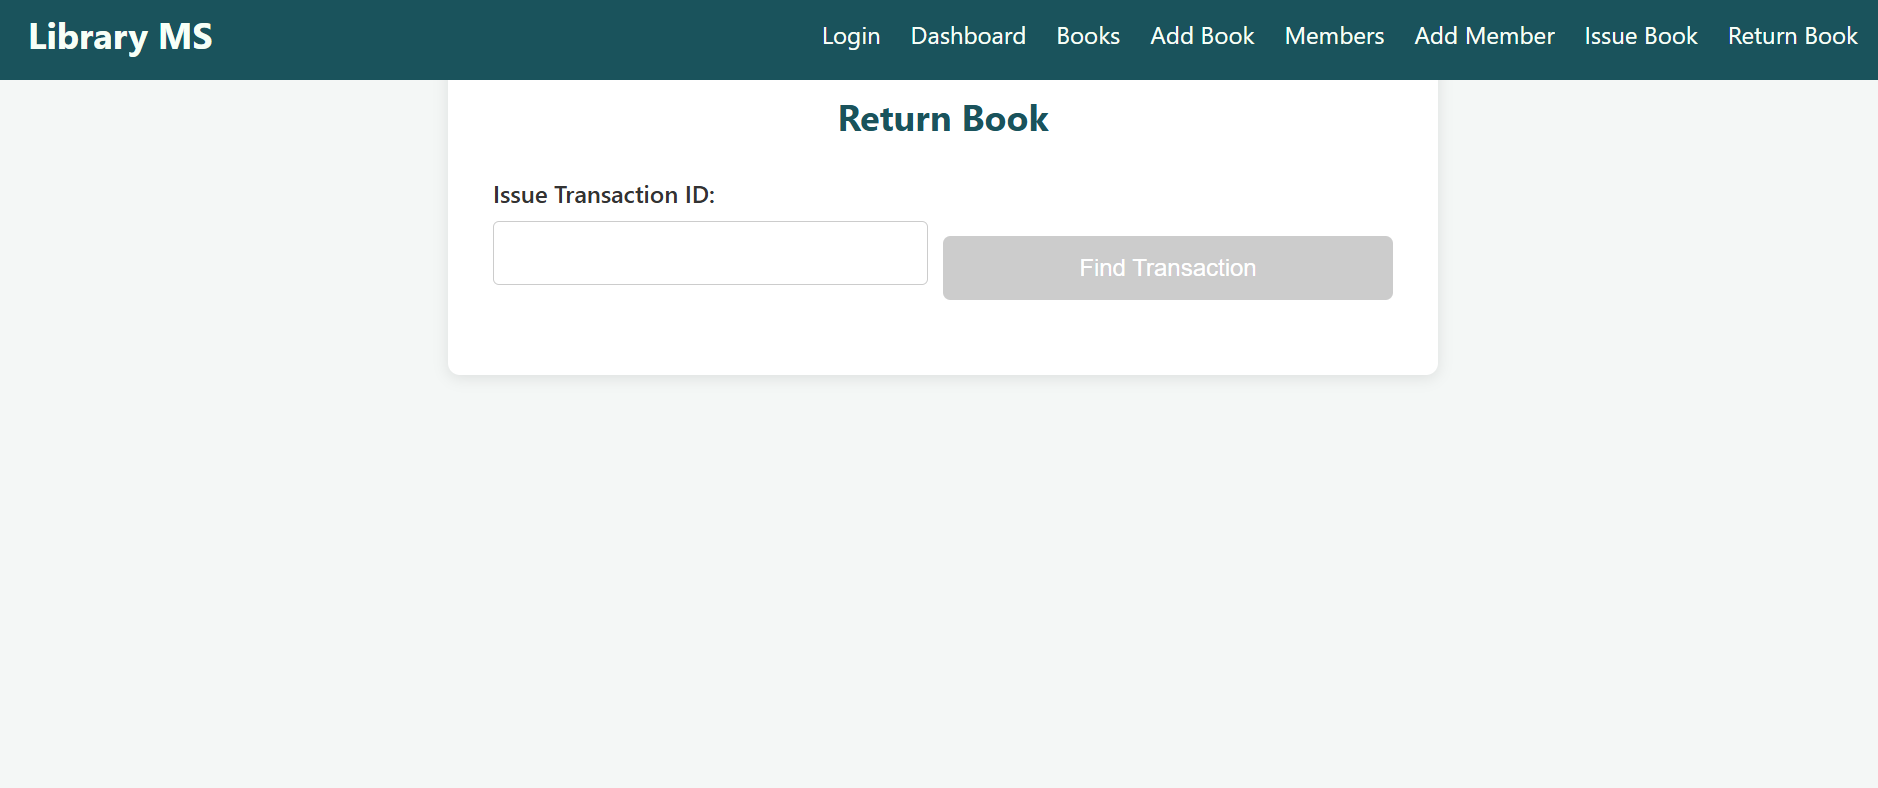 Library MS
Login Dashboard Books Add Book Members Add Member Issue Book Return Book
Return Book
Issue Transaction ID:
Find Transaction